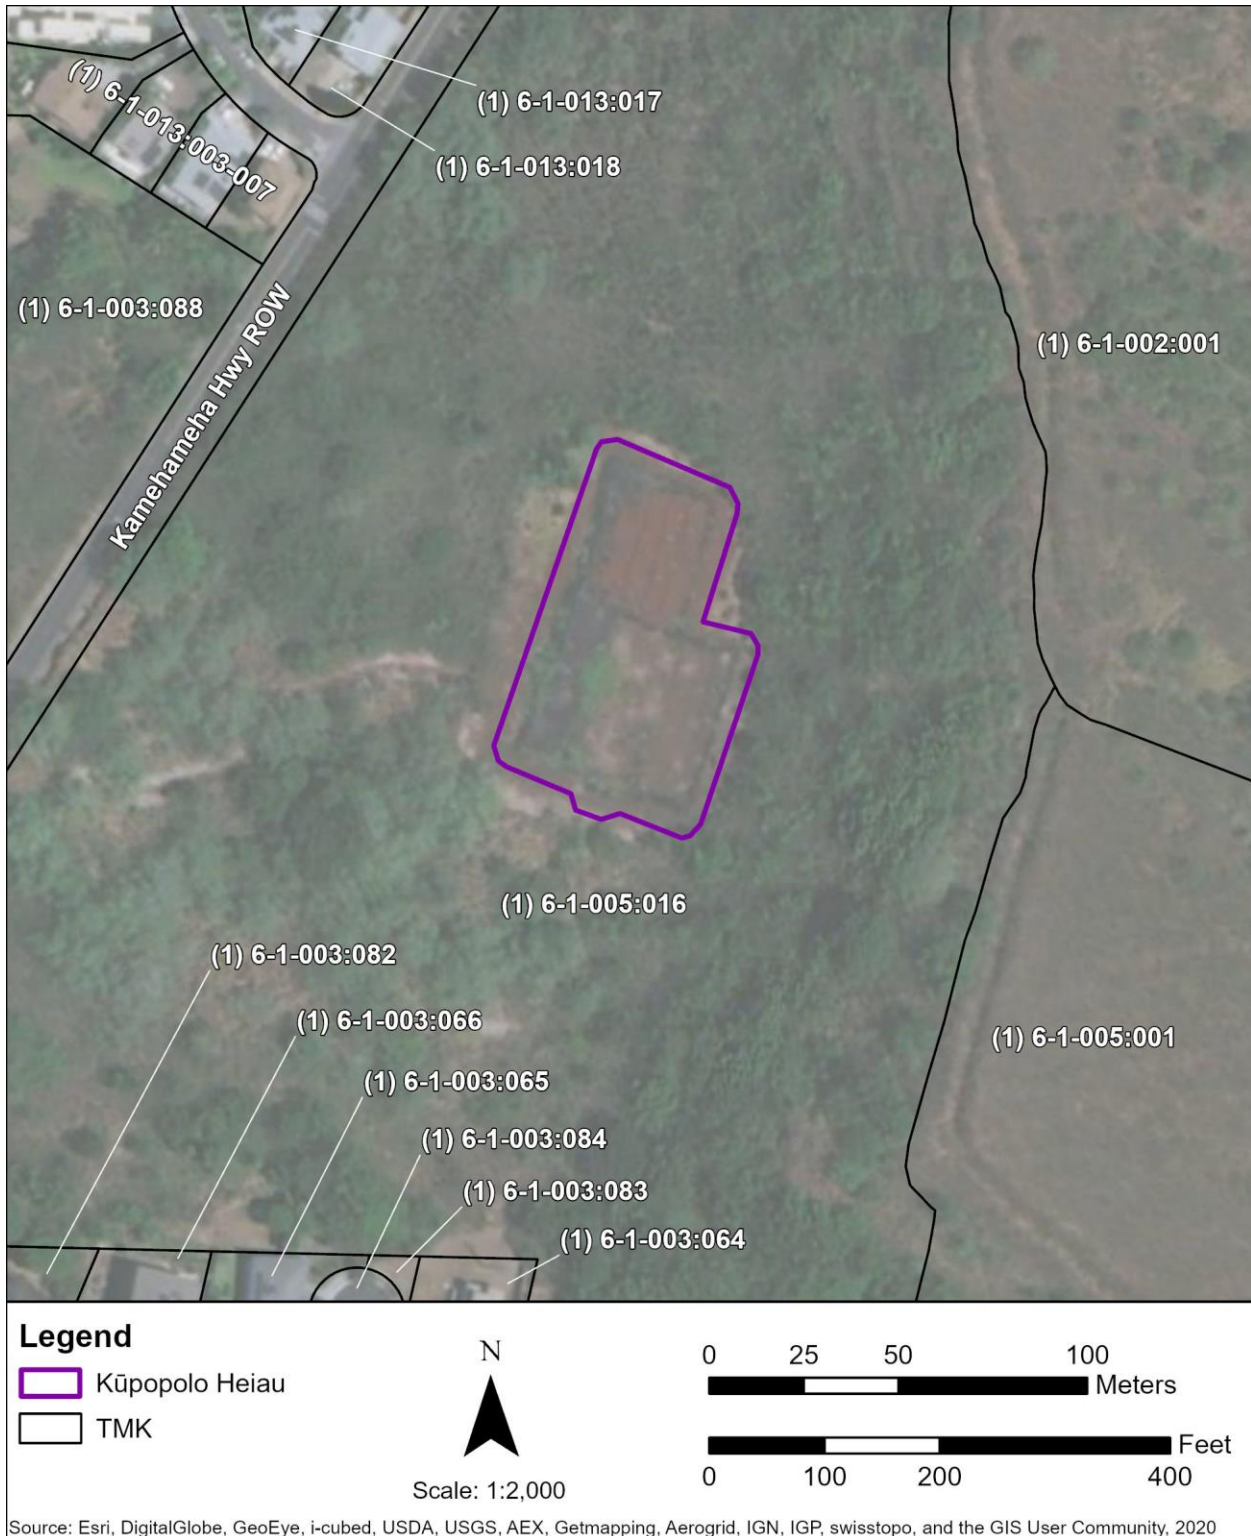 (1) 6-1-013:017
(1) 6-1-013:003-007
(1) 6-1-013:018
(1) 6-1-003:088
Kamehameha Hwy ROW
(1) 6-1-002:001
(1) 6-1-005:016
(1) 6-1-003:082
(1) 6-1-003:066
(1) 6-1-005:001
(1) 6-1-003:065
(1) 6-1-003:084
(1) 6-1-003:083
(1) 6-1-003:064
Legend
Kūpopolo Heiau
TMK
N
Scale: 1:2,000
0 25 50 100
Meters
Feet
0 100 200 400
Source: Esri, DigitalGlobe, GeoEye, i-cubed, USDA, USGS, AEX, Getmapping, Aerogrid, IGN, IGP, swisstopo, and the GIS User Community, 2020